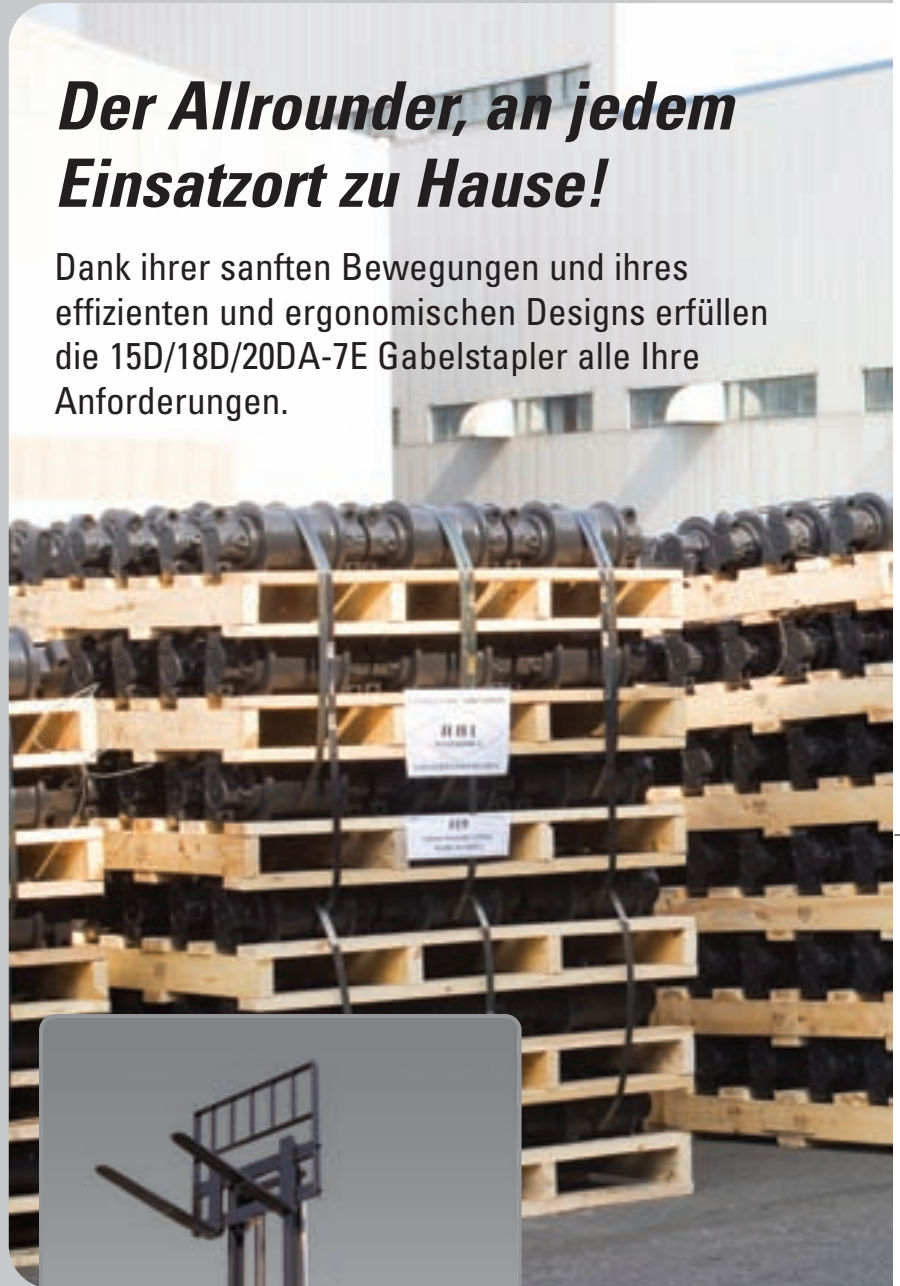 Der Allrounder, an jedem
Einsatzort zu Hause!
Dank ihrer sanften Bewegungen und ihres
effizienten und ergonomischen Designs erfüllen
die 15D/18D/20DA-7E Gabelstapler alle Ihre
Anforderungen.